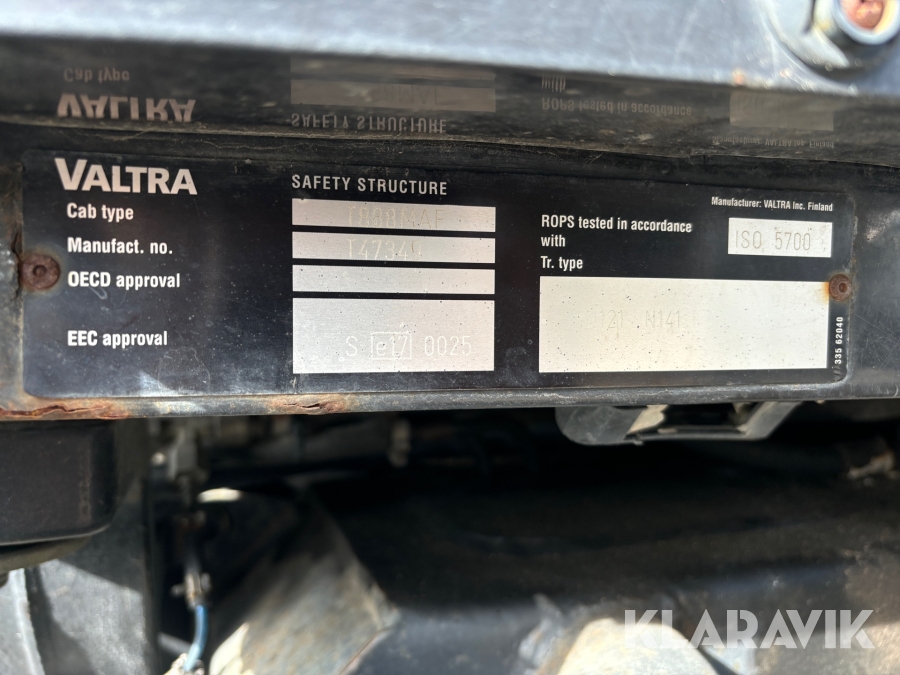 VALTRA
SAFETY STRUCTURE
Manufacturer: VALTRA Inc. Finland
Cab type
Manufact. no.
OECD approval
EEC approval S e17 0025
ROPS tested in accordance
with ISO 5700
Tr. type
N141
335 62040
KLARAVIK